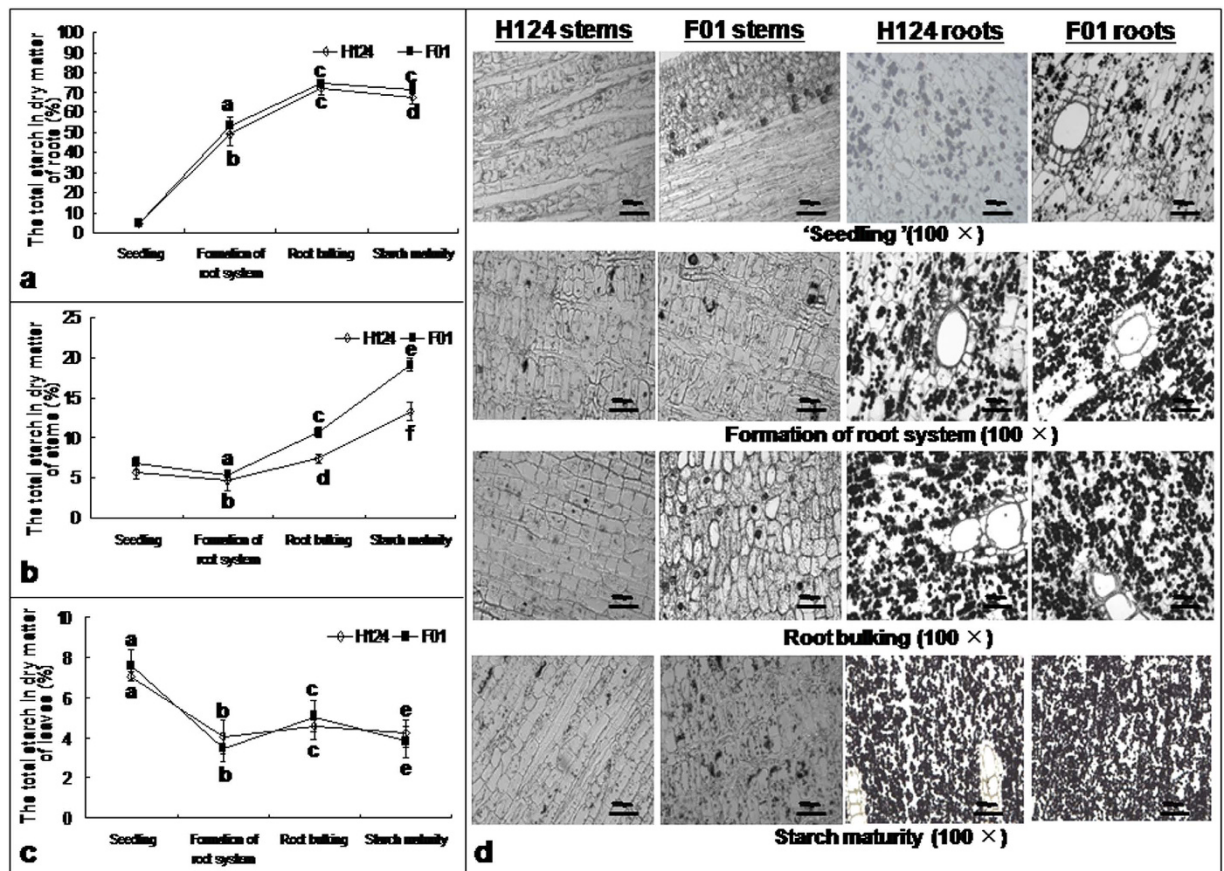 The total starch in dry matter
of roots (%)
100
90
80
70
60
50
40
30
20
10
0
H124 F01
a
b
c
c
c
d
Seedling Formation of Root bulking Starch maturity
root system
a
The total starch in dry matter
of stems (%)
25
20
15
10
5
0
H124 F01
a
b
c
d
e
f
Seedling Formation of Root bulking Starch maturity
root system
b
The total starch in dry matter
of leaves (%)
10
8
6
4
2
0
H124 F01
a
a
b
b
c
c
e
e
Seedling Formation of Root bulking Starch maturity
root system
c
H124 stems F01 stems H124 roots F01 roots
‘Seedling ’(100 ×)
Formation of root system (100 ×)
Root bulking (100 ×)
Starch maturity (100 ×)
d